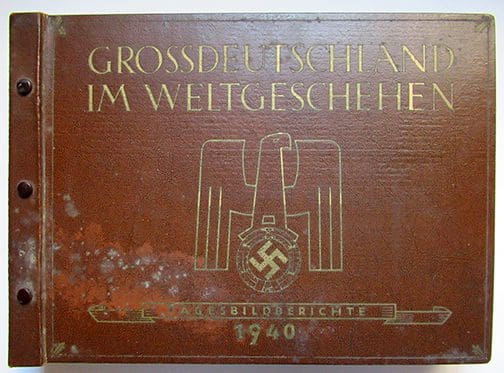 GROSSDEUTSCHLAND
IM WELTGESCHEHEN
TAGESBILDBERICHTE
1940